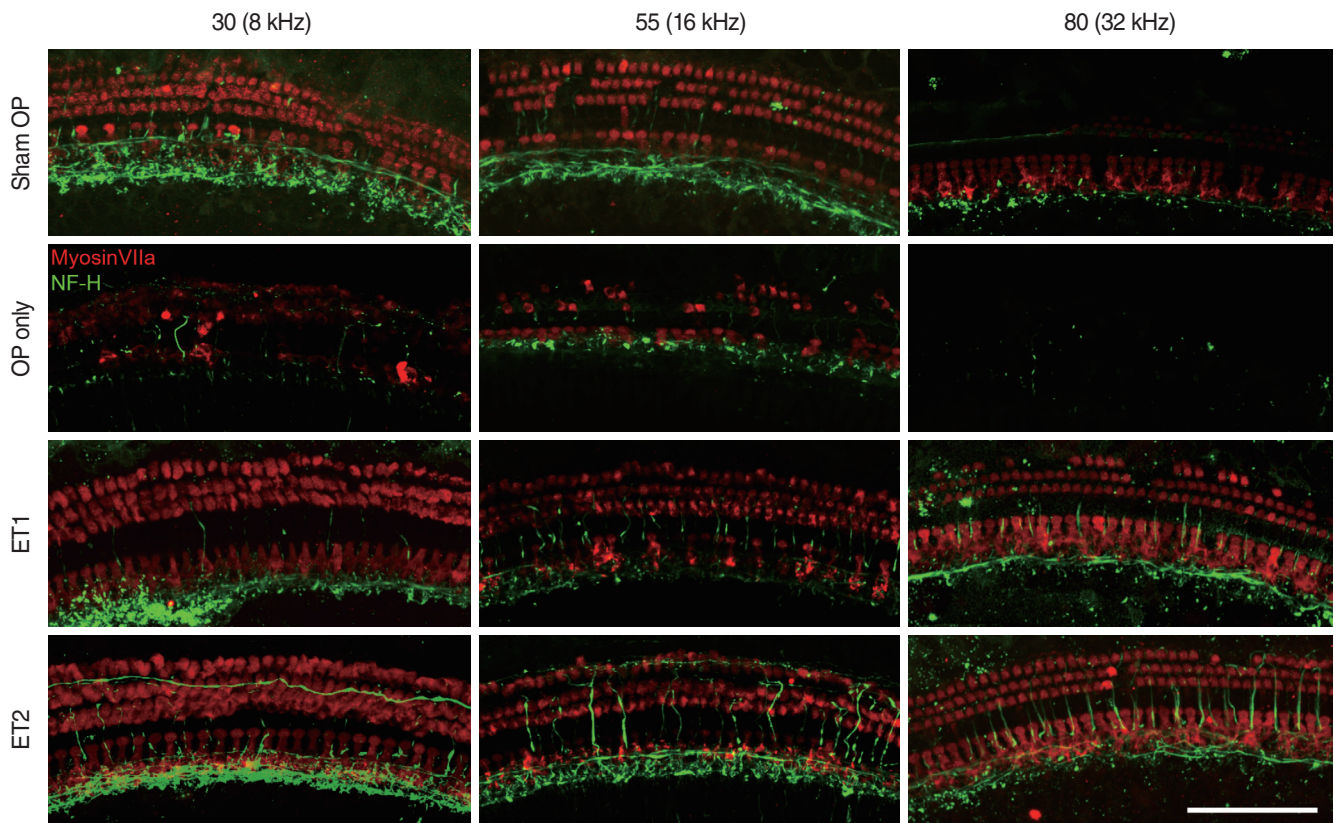 30 (8 kHz)
55 (16 kHz)
80 (32 kHz)
Sham OP
OP only
MyosinVIIa
NF-H
ET1
ET2